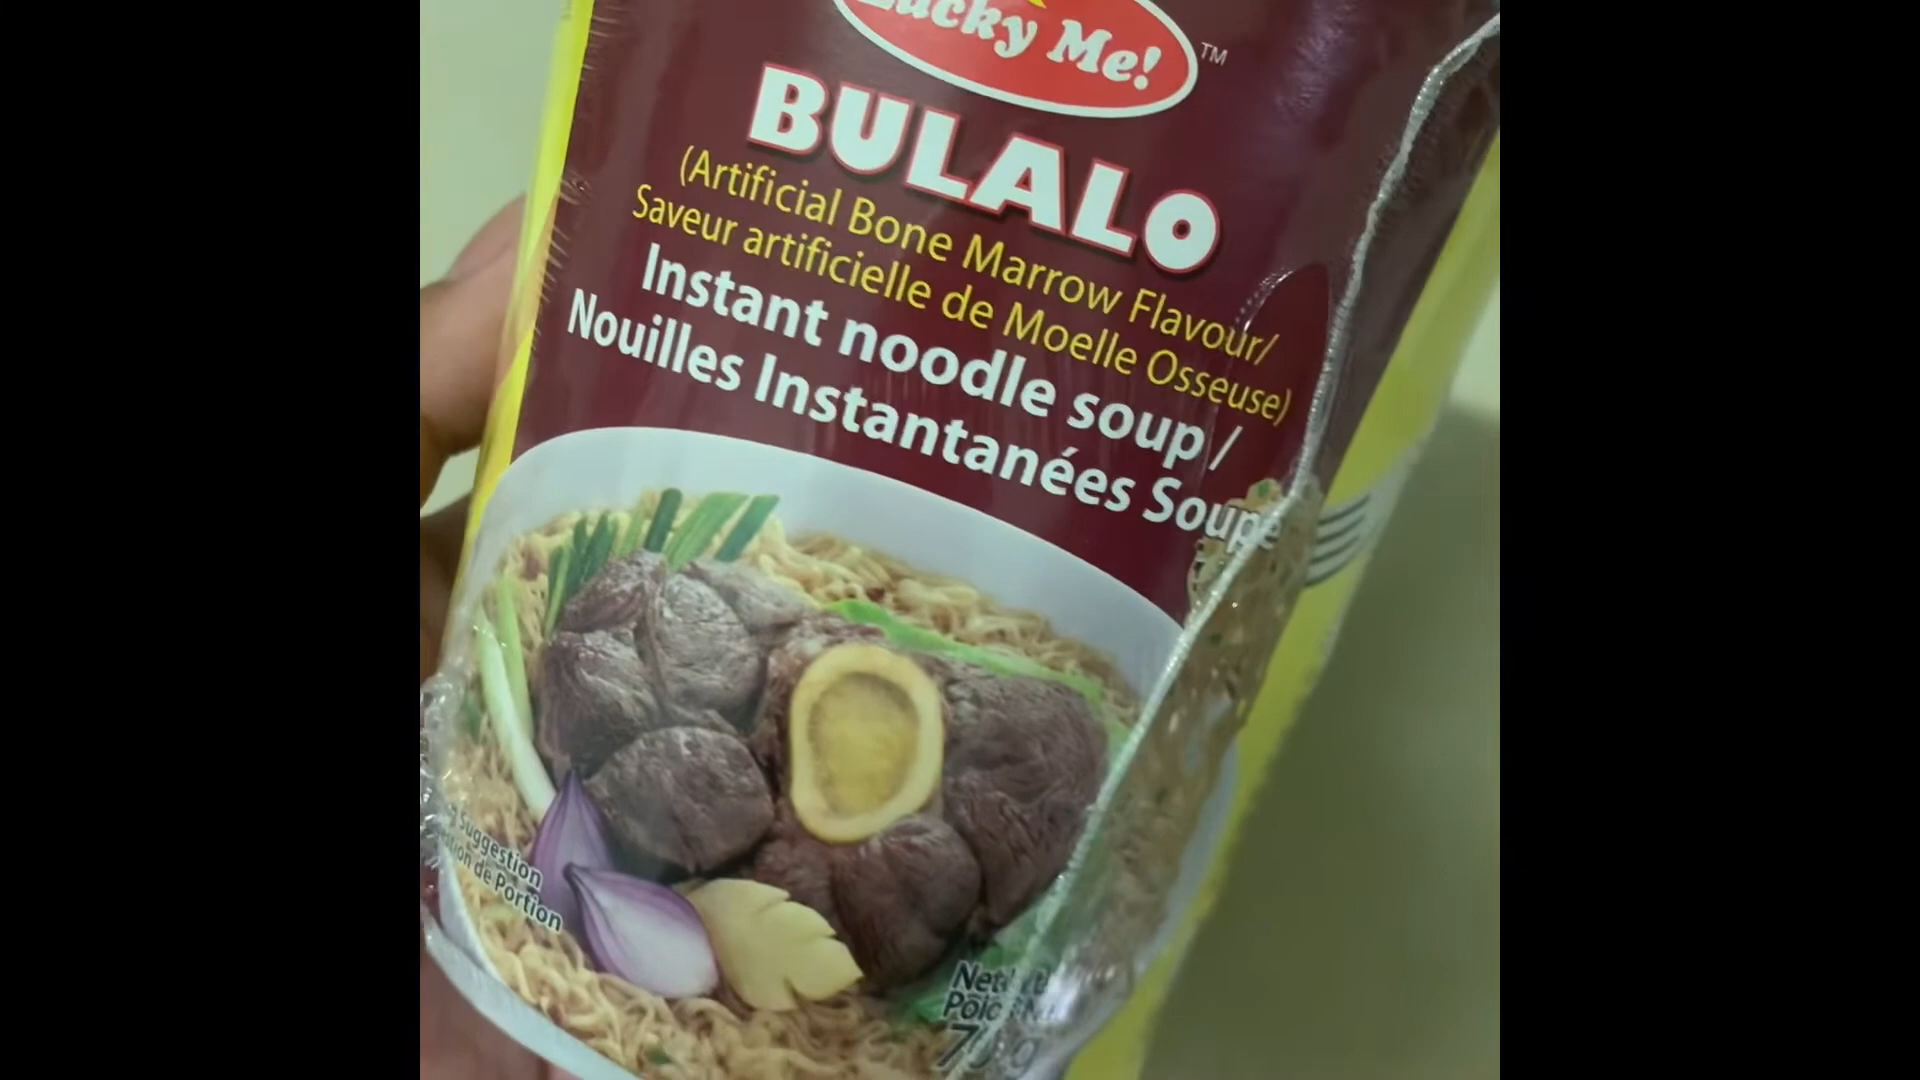 Lucky Me!
TM
BULALO
(Artificial Bone Marrow Flavour/
Saveur artificielle de Moelle Osseuse)
Instant noodle soup /
Nouilles Instantanées Soupe
Suggestion
de Portion
Net